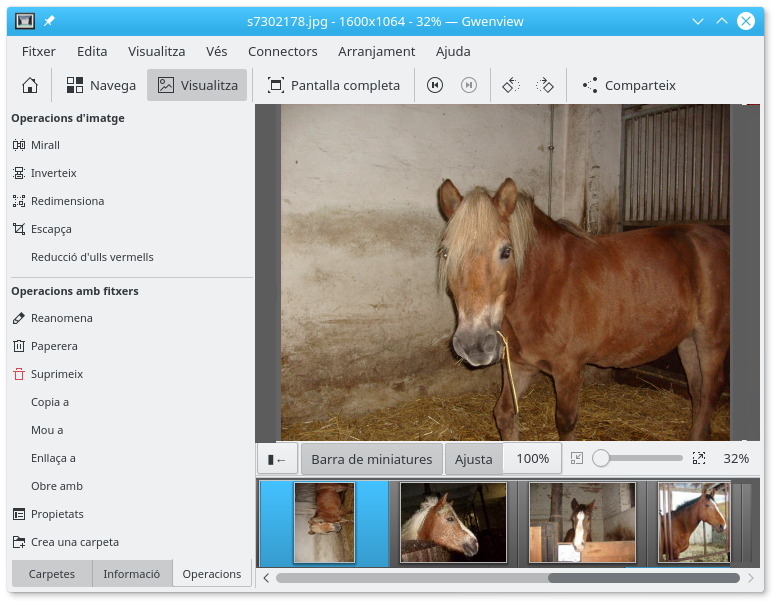 s7302178.jpg - 1600x1064 - 32% — Gwenview
Fitxer Edita Visualitza Vés Connectors Arranjament Ajuda
Navega Visualitza Pantalla completa Comparteix
Operacions d'imatge
Mirall
Inverteix
Redimensiona
Escapça
Reducció d'ulls vermells
Operacions amb fitxers
Reanomena
Paperera
Suprimeix
Copia a
Mou a
Enllaça a
Obre amb
Propietats
Crea una carpeta
Carpetes Informació Operacions
Barra de miniatures Ajusta 100% 32%